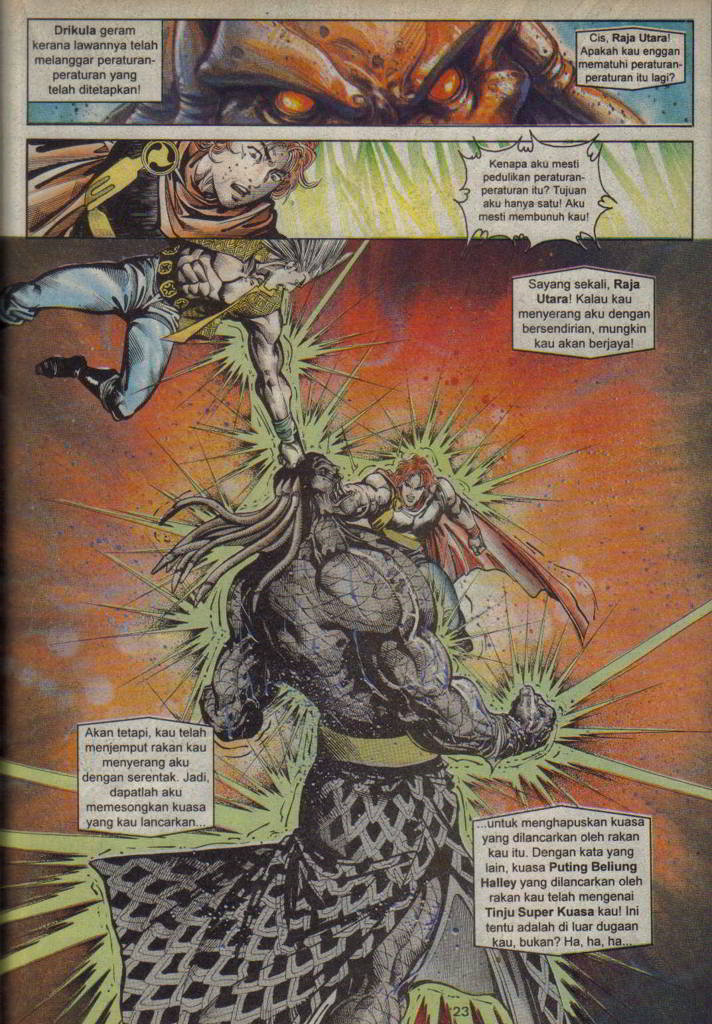 Drikula geram
kerana lawannya telah
melanggar peraturan-
peraturan yang
telah ditetapkan!
Cis, Raja Utara!
Apakah kau enggan
mematuhi peraturan-
peraturan itu lagi?
Kenapa aku mesti
pedulikan peraturan-
peraturan itu? Tujuan
aku hanya satu! Aku
mesti membunuh kau!
Sayang sekali, Raja
Utara! Kalau kau
menyerang aku dengan
bersendirian, mungkin
kau akan berjaya!
Akan tetapi, kau telah
menjemput rakan kau
menyerang aku
dengan serentak. Jadi,
dapatlah aku
memesongkan kuasa
yang kau lancarkan...
...untuk menghapuskan kuasa
yang dilancarkan oleh rakan
kau itu. Dengan kata yang
lain, kuasa Puting Beliung
Halley yang dilancarkan oleh
rakan kau telah mengenai
Tinju Super Kuasa kau! Ini
tentu adalah di luar dugaan
kau, bukan? Ha, ha, ha...
23